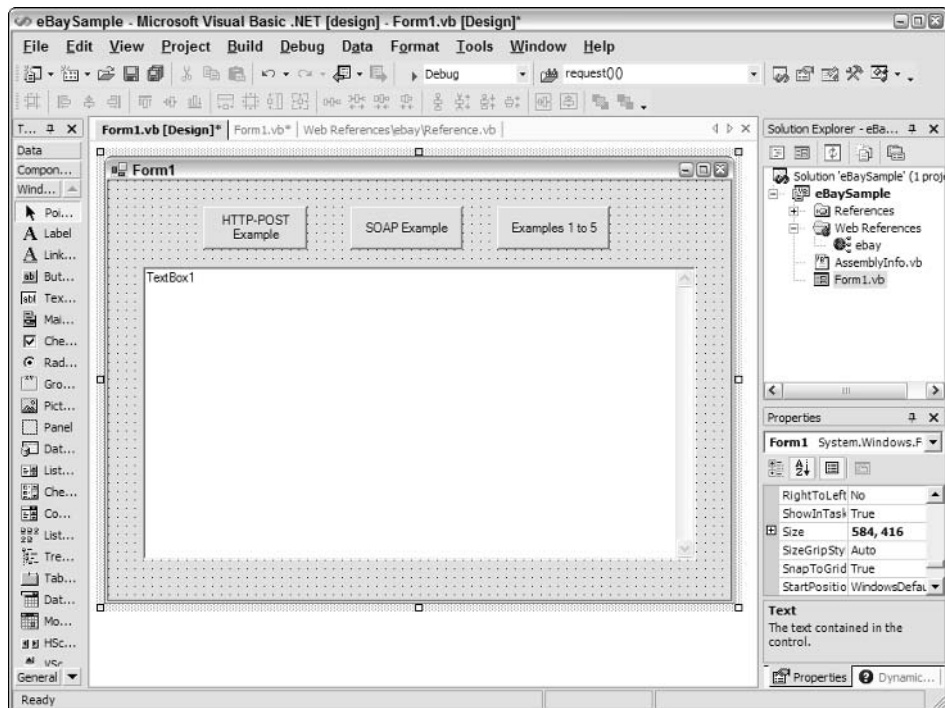 eBaySample - Microsoft Visual Basic .NET [design] - Form1.vb [Design]*
File Edit View Project Build Debug Data Format Tools Window Help
Debug request()()
T... Form1.vb [Design]* Form1.vb* Web References\ebay\Reference.vb
Data
Compon...
Wind...
Poi...
Label
Link...
But...
Tex...
Mai...
Che...
Rad...
Gro...
Pict...
Panel
Dat...
List...
Che...
Co...
List...
Tre...
Tab...
Dat...
Mo...
HSc...
VSc
General
Form1
HTTP-POST
Example
SOAP Example
Examples 1 to 5
TextBox1
Solution Explorer - eBa...
Solution 'eBaySample' (1 proje
eBaySample
References
Web References
ebay
AssemblyInfo.vb
Form1.vb
Properties
Form1 System.Windows.F
RightToLeft No
ShowInTask True
Size 584, 416
SizeGripSty Auto
SnapToGrid True
StartPositio WindowsDefau
Text
The text contained in the
control.
Properties Dynamic...
Ready